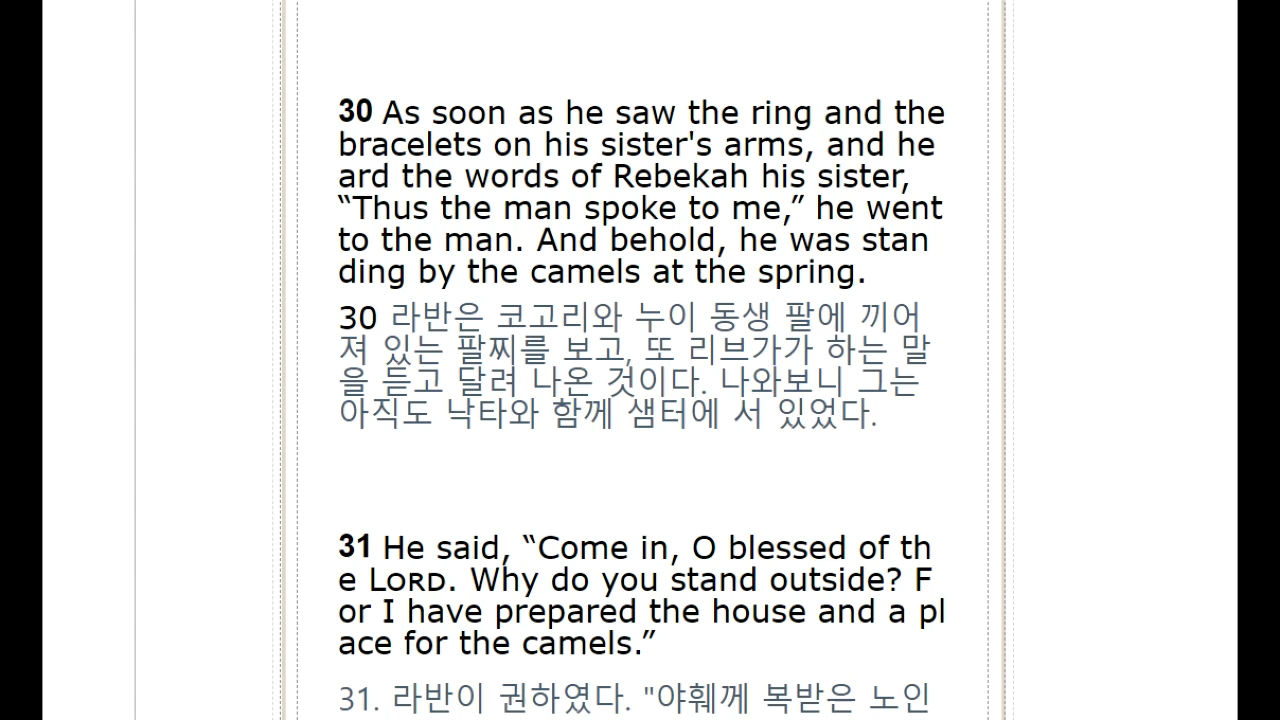 30 As soon as he saw the ring and the
bracelets on his sister's arms, and he
ard the words of Rebekah his sister,
“Thus the man spoke to me,” he went
to the man. And behold, he was stan
ding by the camels at the spring.
30 라반은 코고리와 누이 동생 팔에 끼어
져 있는 팔찌를 보고, 또 리브가가 하는 말
을 듣고 달려 나온 것이다. 나와보니 그는
아직도 낙타와 함께 샘터에 서 있었다.
31 He said, “Come in, O blessed of th
e LORD. Why do you stand outside? F
or I have prepared the house and a pl
ace for the camels.”
31. 라반이 권하였다. "야훼께 복받은 노인